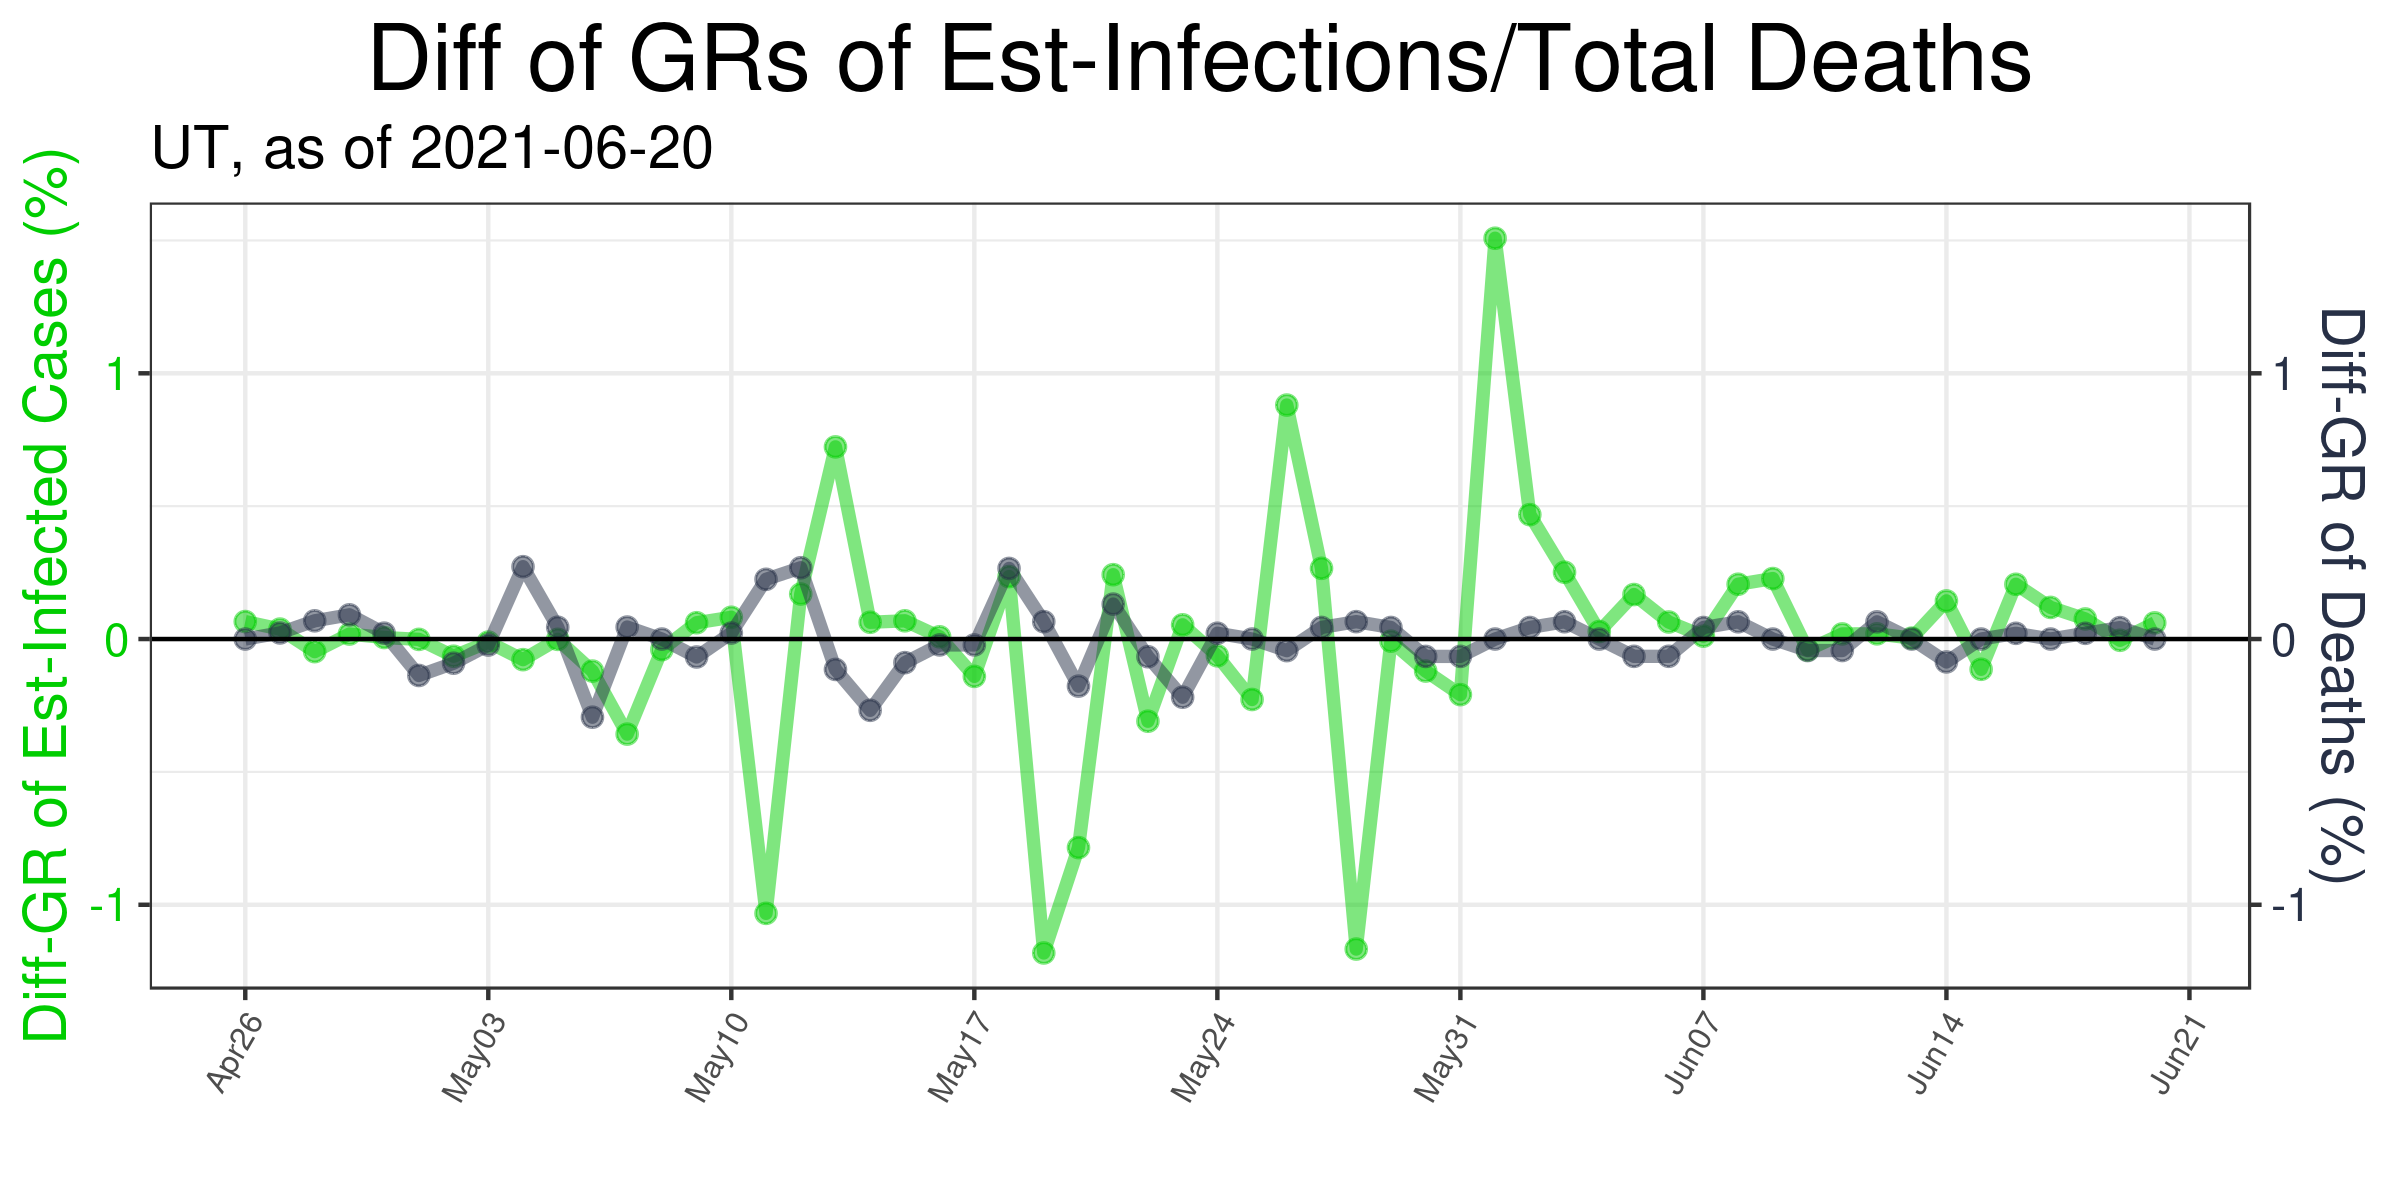 Diff of GRs of Est-Infections/Total Deaths
UT, as of 2021-06-20
Diff-GR of Est-Infected Cases (%)
1
0
-1
1
0
-1
Diff-GR of Deaths (%)
Apr26
May03
May10
May17
May24
May31
Jun07
Jun14
Jun21